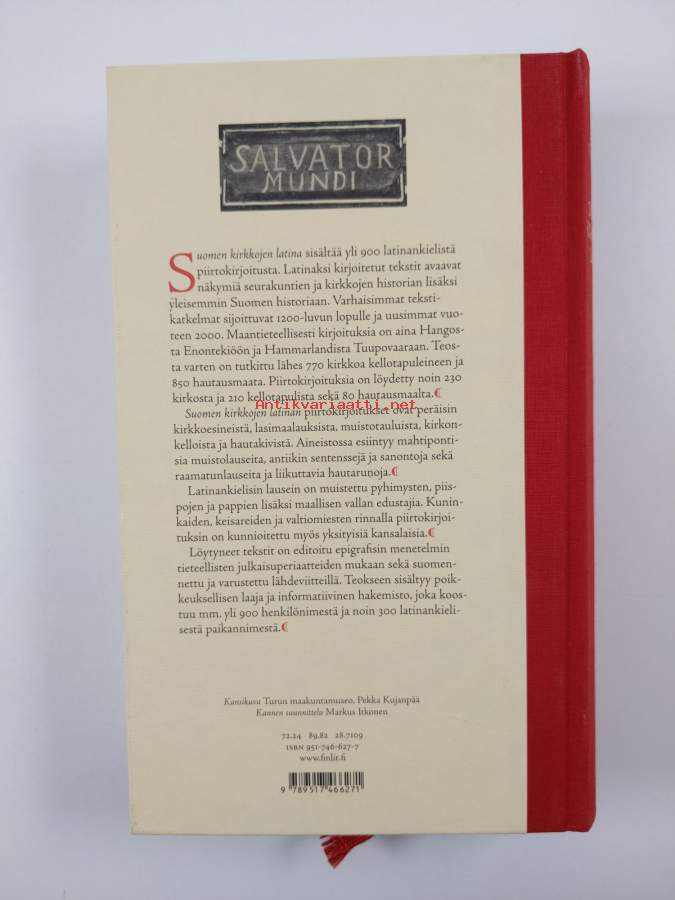 SALVATOR
MUNDI
Suomen kirkkojen latina sisältää yli 900 latinankielistä
piirtokirjoitusta. Latinaksi kirjoitetut tekstit avaavat
näkymiä seurakuntien ja kirkkojen historian lisäksi
yleisemmin Suomen historiaan. Varhaisimmat teksti-
katkelmat sijoittuvat 1200-luvun lopulle ja uusimmat vuo-
teen 2000. Maantieteellisesti kirjoituksia on aina Hangos-
ta Enontekiöön ja Hammarlandista Tuupovaaraan. Teos-
ta varten on tutkittu lähes 770 kirkkoa kellotapuleineen ja
850 hautausmaata. Piirtokirjoituksia on löydetty noin 230
kirkosta ja 210 kellotapulista sekä 80 hautausmaalta.
Antikvariaatti.net
Suomen kirkkojen latinan piirtokirjoitukset ovat peräisin
kirkkoesineistä, lasimaalauksista, muistotauluista, kirkon-
kelloista ja hautakivistä. Aineistossa esiintyy mahtiponti-
sia muistolauseita, antiikin sentenssejä ja sanontoja sekä
raamatunlauseita ja liikuttavia hautarunoja.
Latinankielisin lausein on muistettu pyhimysten, piis-
pojen ja pappien lisäksi maallisen vallan edustajia. Kunin-
kaiden, keisareiden ja valtiomiesten rinnalla piirtokirjoi-
tuksin on kunnioitettu myös yksityisiä kansalaisia.
Löytyneet tekstit on editoitu epigrafisin menetelmin
tieteellisten julkaisuperiaatteiden mukaan sekä suomen-
nettu ja varustettu lähdeviitteillä. Teokseen sisältyy poik-
keuksellisen laaja ja informatiivinen hakemisto, joka koos-
tuu mm. yli 900 henkilönimestä ja noin 300 latinankieli-
sestä paikannimestä.
Kansikuva Turun maakuntamuseo, Pekka Kujanpää
Kannen suunnittelu Markus Itkonen
72.24 89.82 28.7109
ISBN 951-746-627-7
www.finlit.fi
9 789517 466271